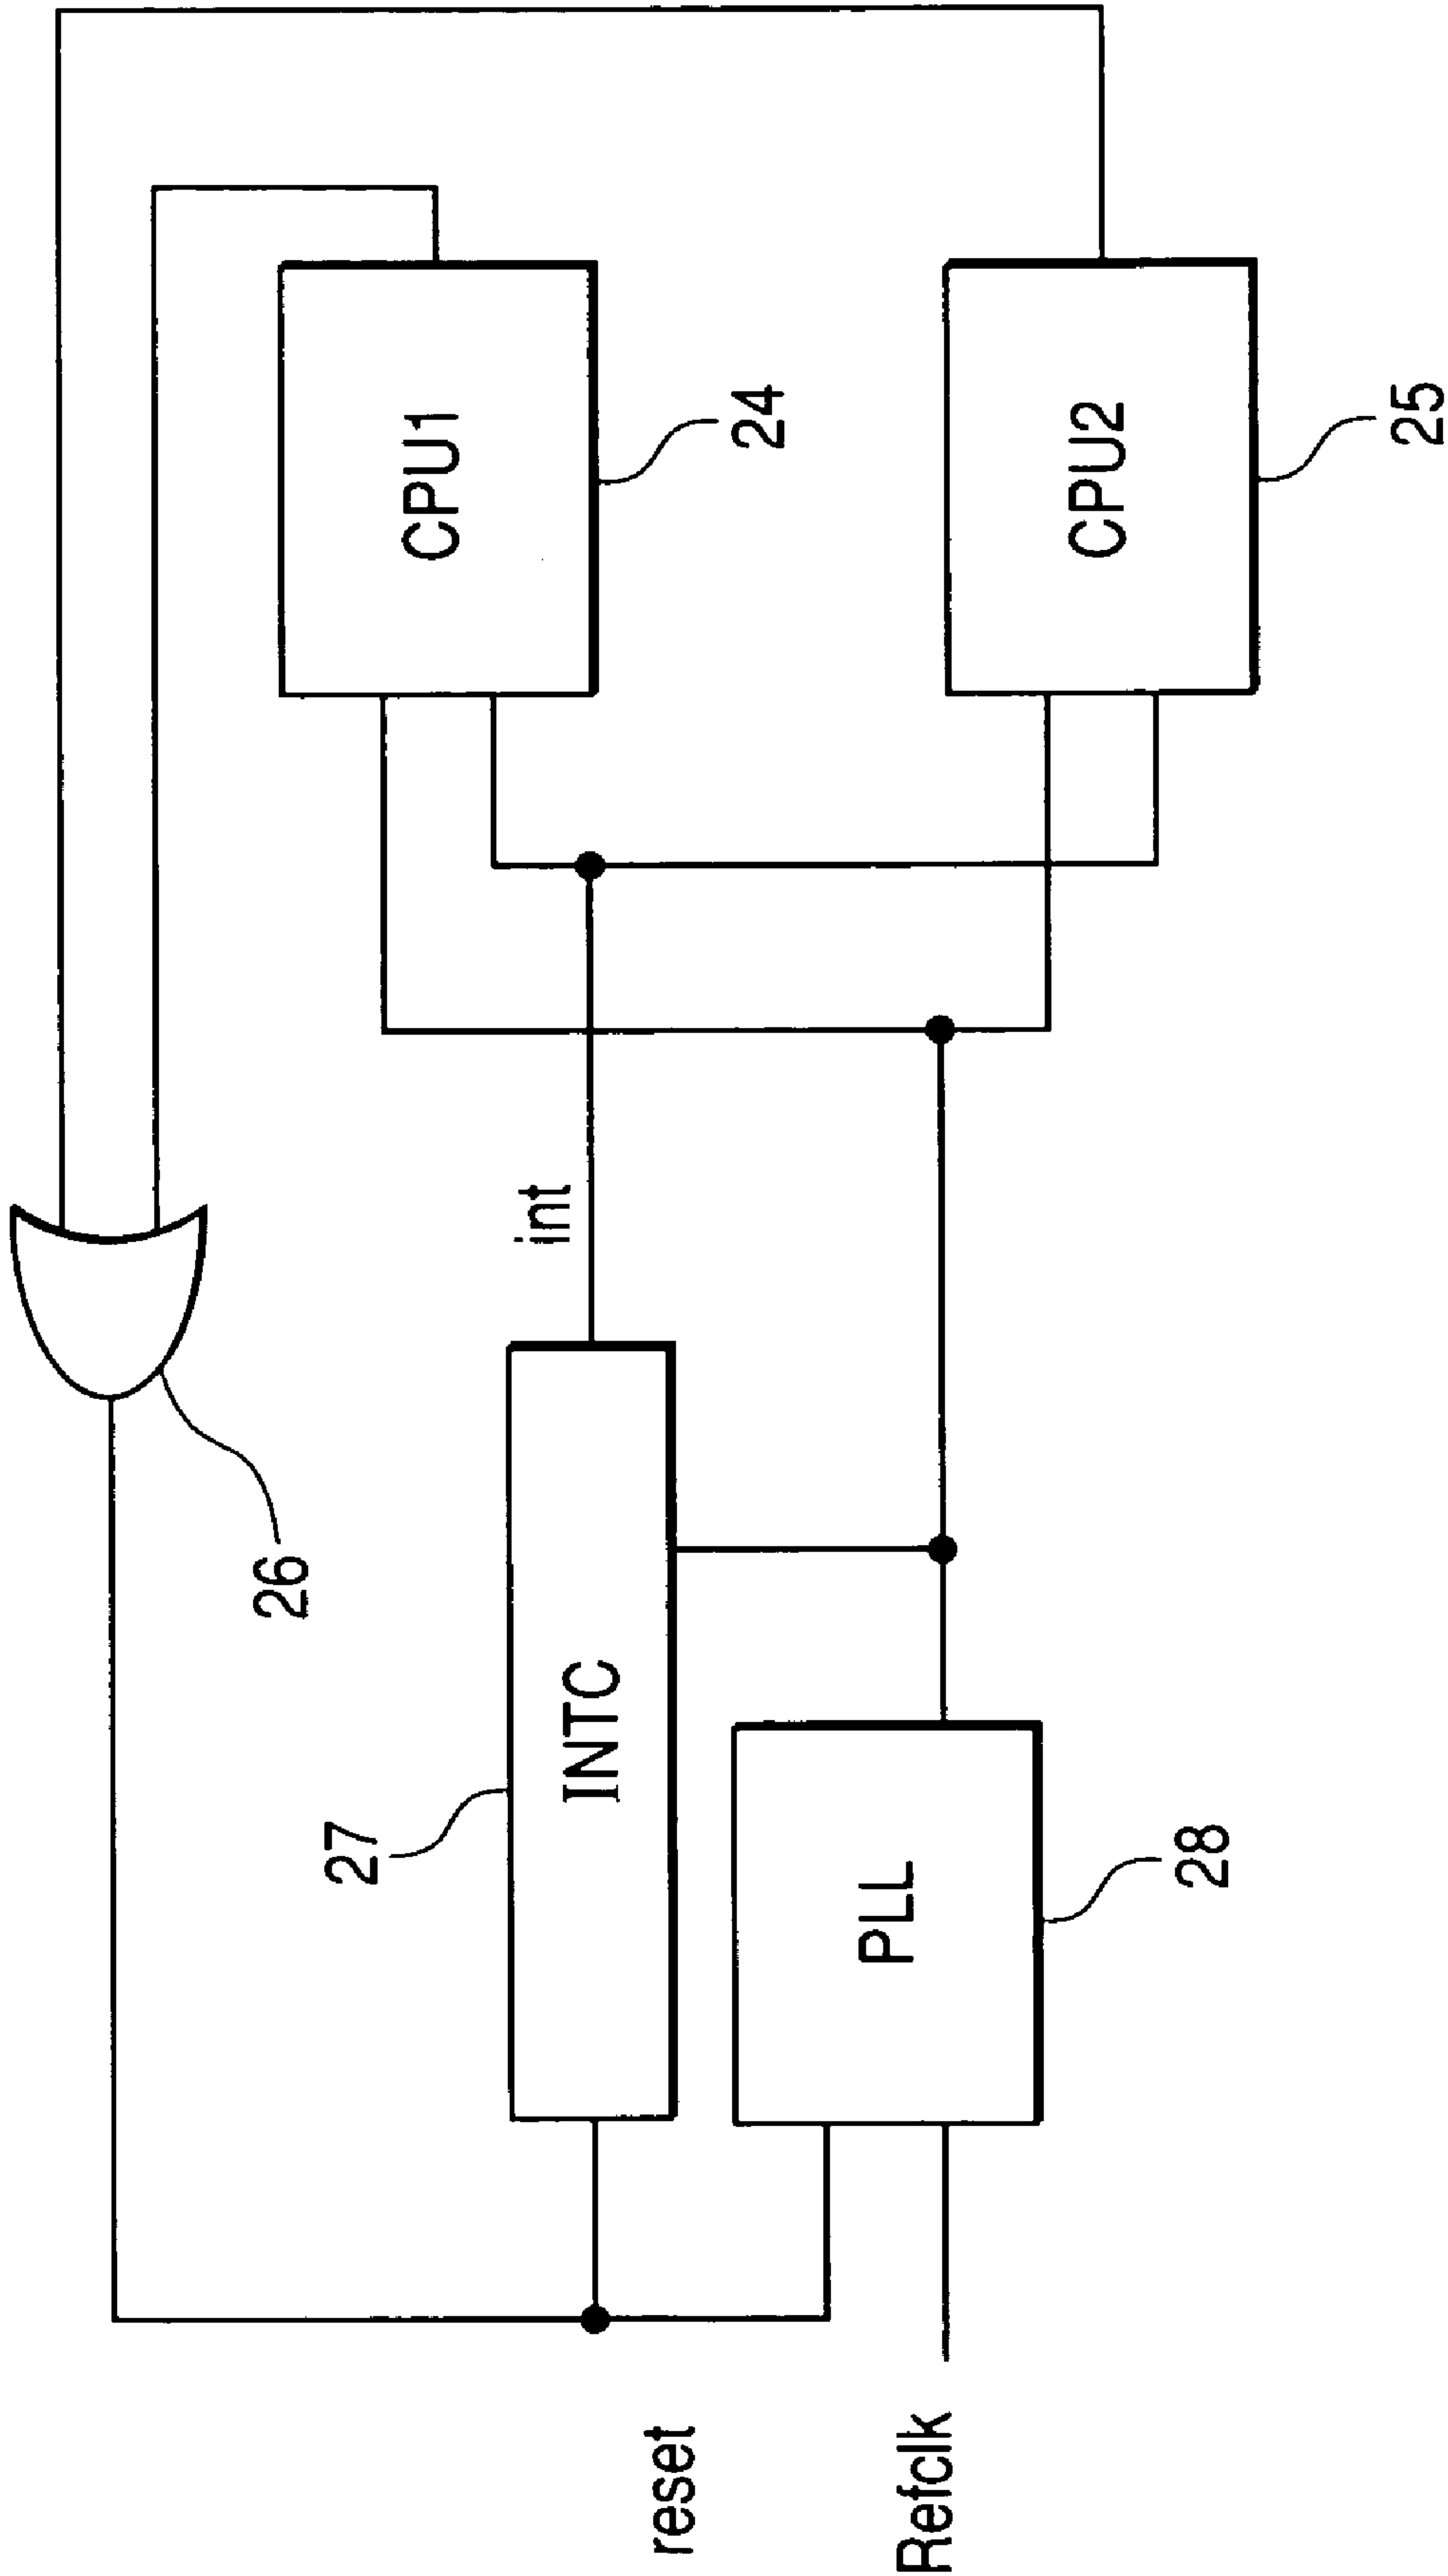 26
CPU1
24
int
27
INTC
CPU2
25
reset
PLL
28
Refclk